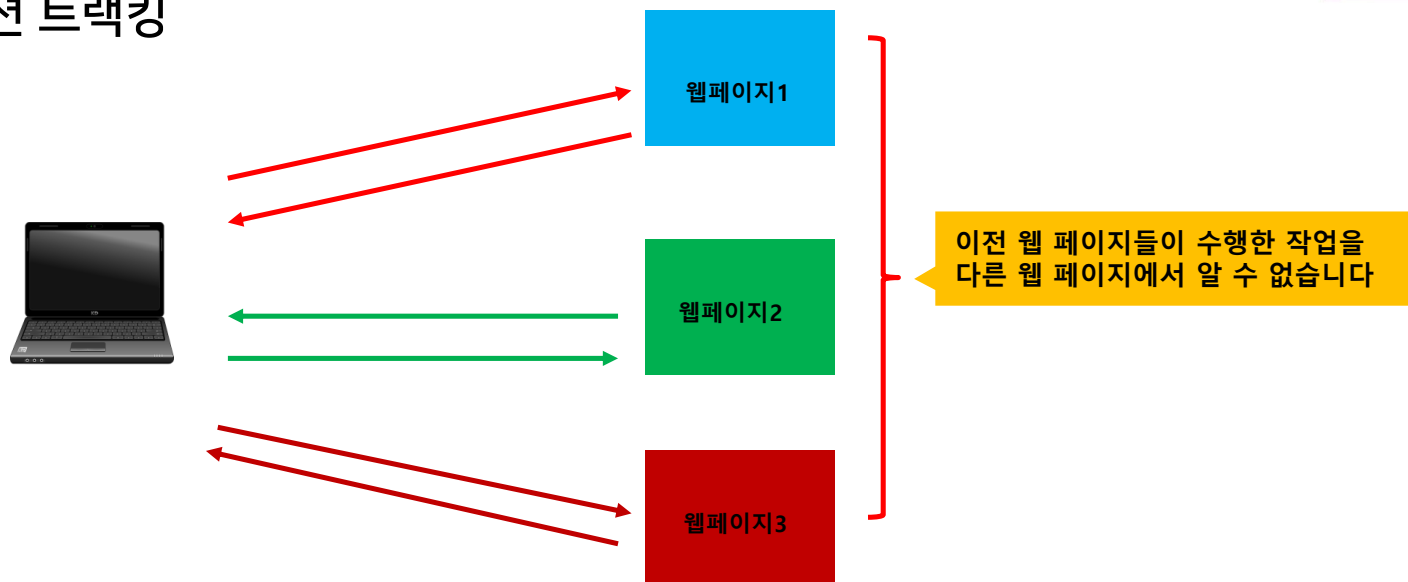 트래킹
웹페이지1
이전 웹 페이지들이 수행한 작업을
다른 웹 페이지에서 알 수 없습니다
웹페이지2
웹페이지3